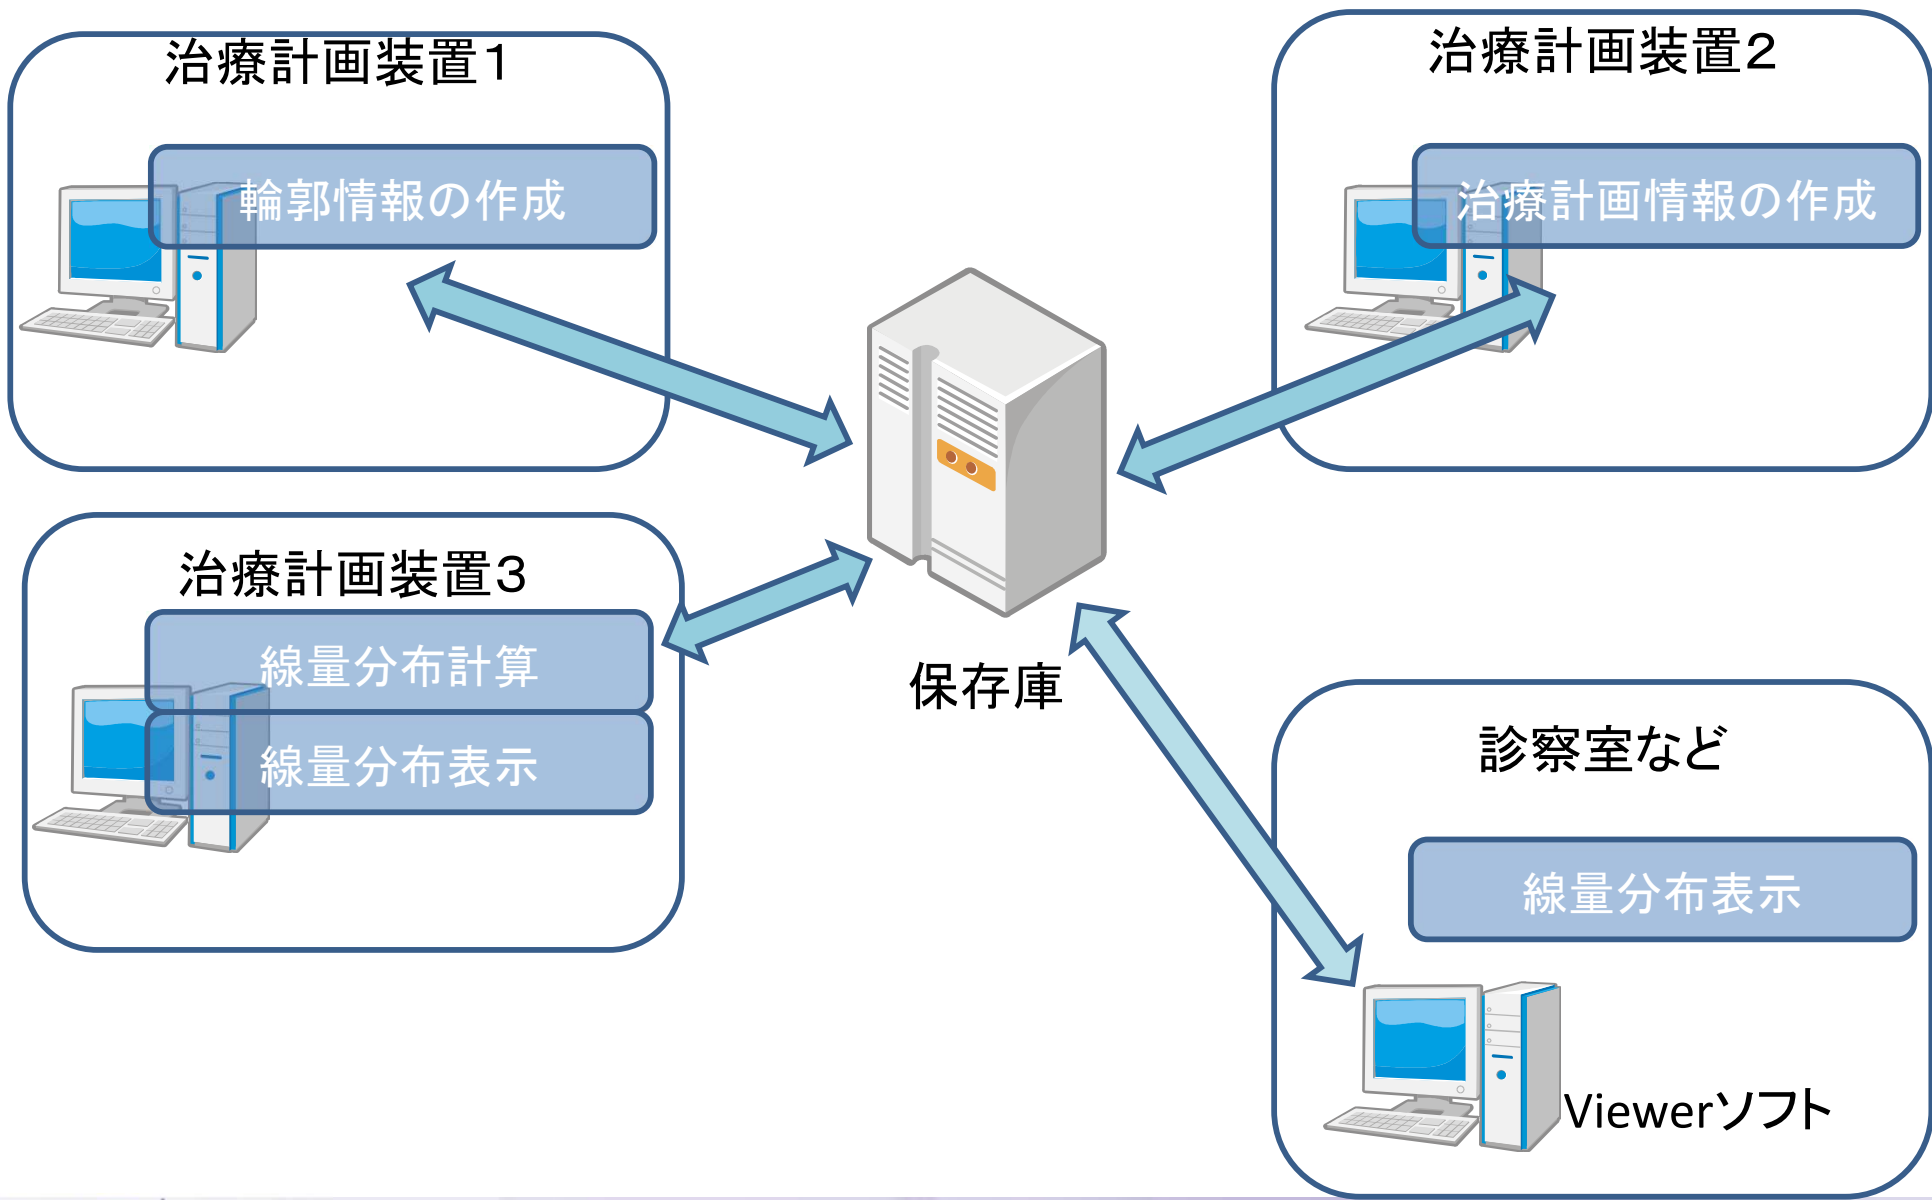 治療計画装置１
輪郭情報の作成
治療計画装置２
治療計画情報の作成
治療計画装置３
線量分布計算
線量分布表示
保存庫
診察室など
線量分布表示
Viewerソフト